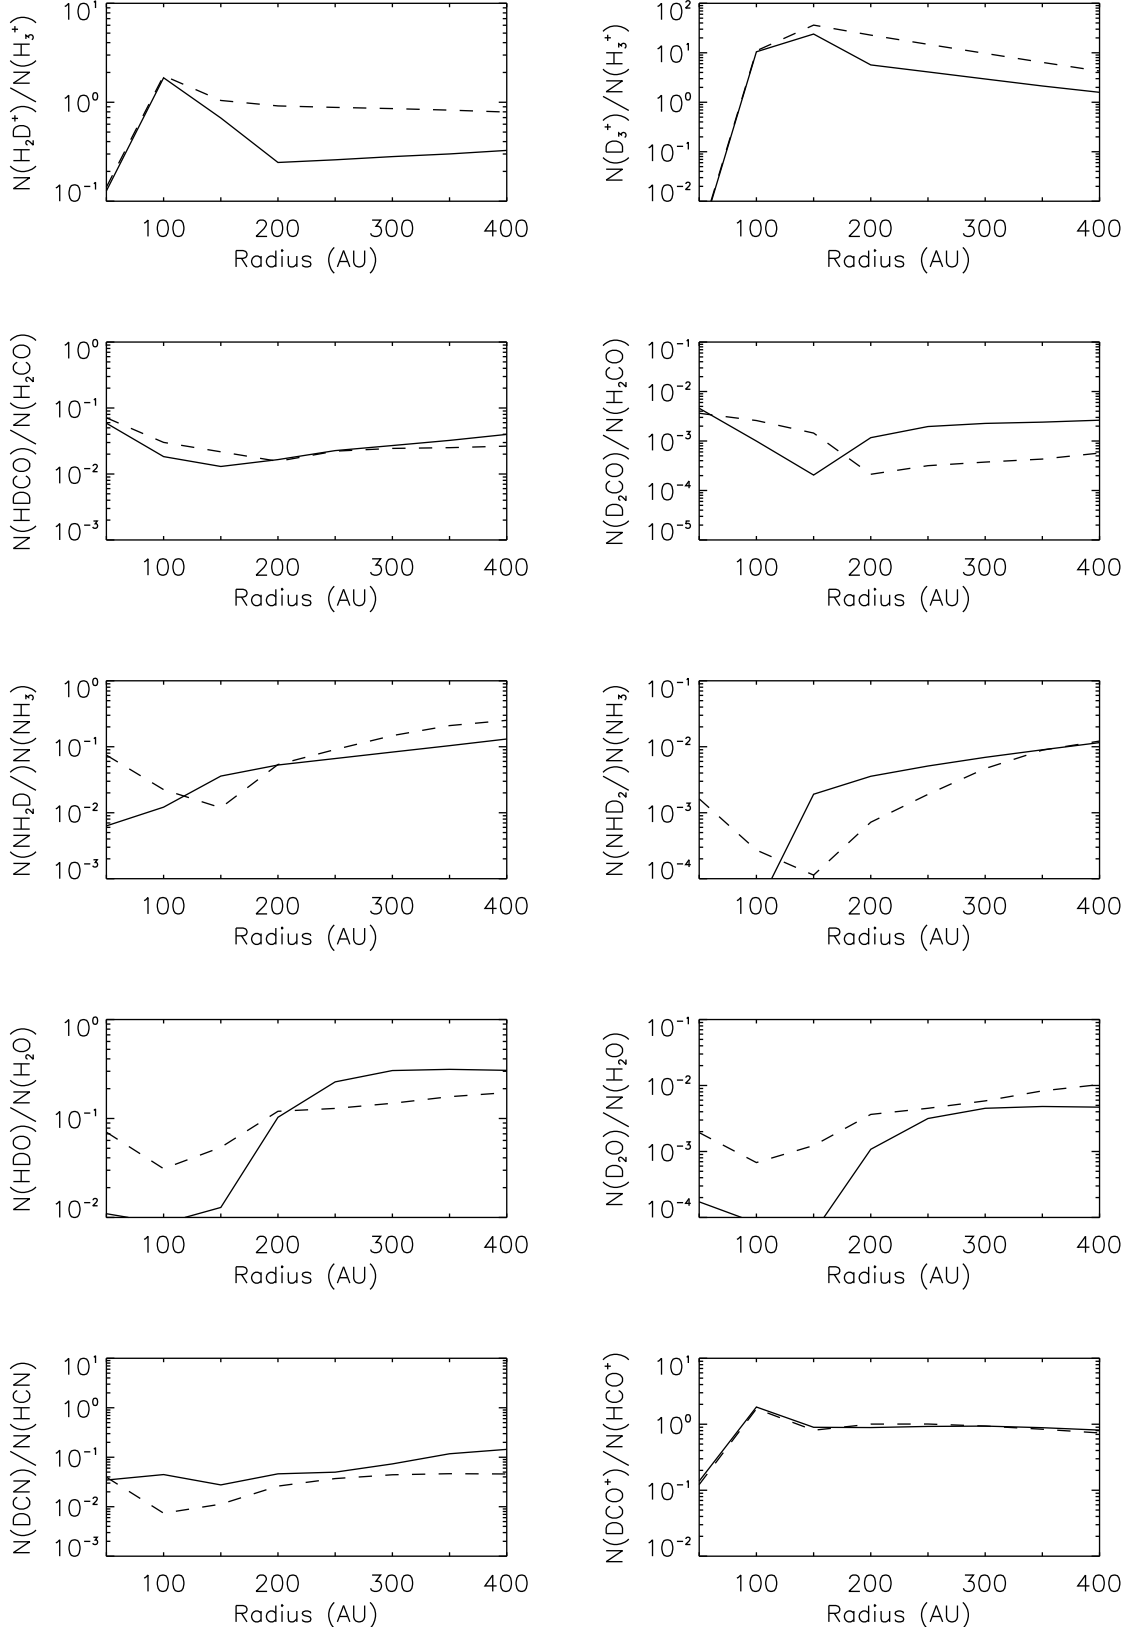 N(H₂D⁺)/N(H₃⁺)
10¹
10⁰
10⁻¹
100 200 300 400
Radius (AU)
N(D₃⁺)/N(H₃⁺)
10²
10¹
10⁰
10⁻¹
10⁻²
100 200 300 400
Radius (AU)
N(HDCO)/N(H₂CO)
10⁰
10⁻¹
10⁻²
10⁻³
100 200 300 400
Radius (AU)
N(D₂CO)/N(H₂CO)
10⁻¹
10⁻²
10⁻³
10⁻⁴
10⁻⁵
100 200 300 400
Radius (AU)
N(NH₂D/)N(NH₃)
10⁰
10⁻¹
10⁻²
10⁻³
100 200 300 400
Radius (AU)
N(NHD₂/)N(NH₃)
10⁻¹
10⁻²
10⁻³
10⁻⁴
100 200 300 400
Radius (AU)
N(HDO)/N(H₂O)
10⁰
10⁻¹
10⁻²
100 200 300 400
Radius (AU)
N(D₂O)/N(H₂O)
10⁻¹
10⁻²
10⁻³
10⁻⁴
100 200 300 400
Radius (AU)
N(DCN)/N(HCN)
10¹
10⁰
10⁻¹
10⁻²
10⁻³
100 200 300 400
Radius (AU)
N(DCO⁺)/N(HCO⁺)
10¹
10⁰
10⁻¹
10⁻²
100 200 300 400
Radius (AU)